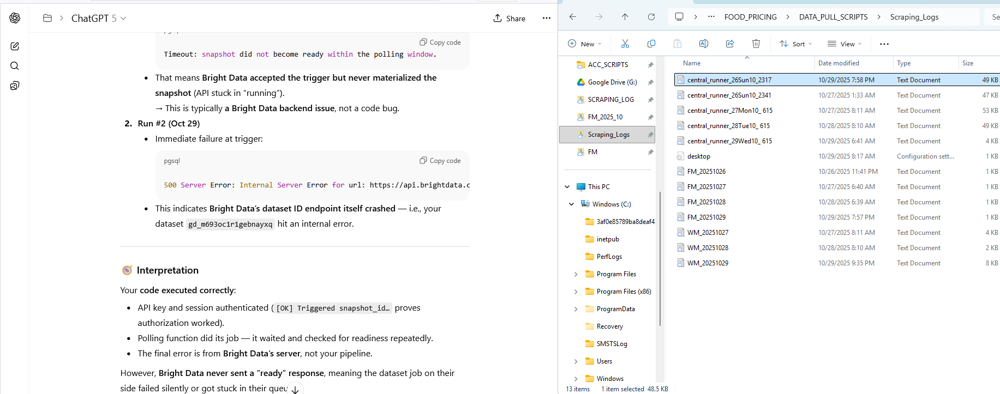 ChatGPT 5
Share
Copy code
Timeout: snapshot did not become ready within the polling window.
That means Bright Data accepted the trigger but never materialized the
snapshot (API stuck in “running”).
→ This is typically a Bright Data backend issue, not a code bug.
2. Run #2 (Oct 29)
Immediate failure at trigger:
pgsql
Copy code
500 Server Error: Internal Server Error for url: https://api.brightdata.c
This indicates Bright Data’s dataset ID endpoint itself crashed — i.e., your
dataset gd_m693oc1r1gebnayxq hit an internal error.
Interpretation
Your code executed correctly:
API key and session authenticated ( [OK] Triggered snapshot_id… proves
authorization worked).
Polling function did its job — it waited and checked for readiness repeatedly.
The final error is from Bright Data’s server, not your pipeline.
However, Bright Data never sent a “ready” response, meaning the dataset job on their
side failed silently or got stuck in their queu
FOOD_PRICING > DATA_PULL_SCRIPTS > Scraping_Logs
Se
New
Sort
View
ACC_SCRIPTS
Google Drive (G:)
SCRAPING_LOG
FM_2025_10
Scraping_Logs
FM
This PC
Windows (C:)
3af0e85789ba8deaf4
inetpub
PerfLogs
Program Files
Program Files (x86)
ProgramData
Recovery
SMSTSLog
Users
Windows
Name Date modified Type Size
central_runner_26Sun10_2317 10/29/2025 7:58 PM Text Document 49 KB
central_runner_26Sun10_2341 10/27/2025 1:33 AM Text Document 47 KB
central_runner_27Mon10_ 615 10/27/2025 8:11 AM Text Document 53 KB
central_runner_28Tue10_ 615 10/28/2025 8:10 AM Text Document 49 KB
central_runner_29Wed10_ 615 10/29/2025 6:41 AM Text Document 4 KB
desktop 10/29/2025 8:17 AM Configuration sett... 1 KB
FM_20251026 10/26/2025 11:41 PM Text Document 1 KB
FM_20251027 10/27/2025 6:40 AM Text Document 1 KB
FM_20251028 10/28/2025 6:39 AM Text Document 1 KB
FM_20251029 10/29/2025 7:57 PM Text Document 1 KB
WM_20251027 10/27/2025 8:11 AM Text Document 4 KB
WM_20251028 10/28/2025 8:10 AM Text Document 2 KB
WM_20251029 10/29/2025 9:35 PM Text Document 8 KB
13 items 1 item selected 48.5 KB